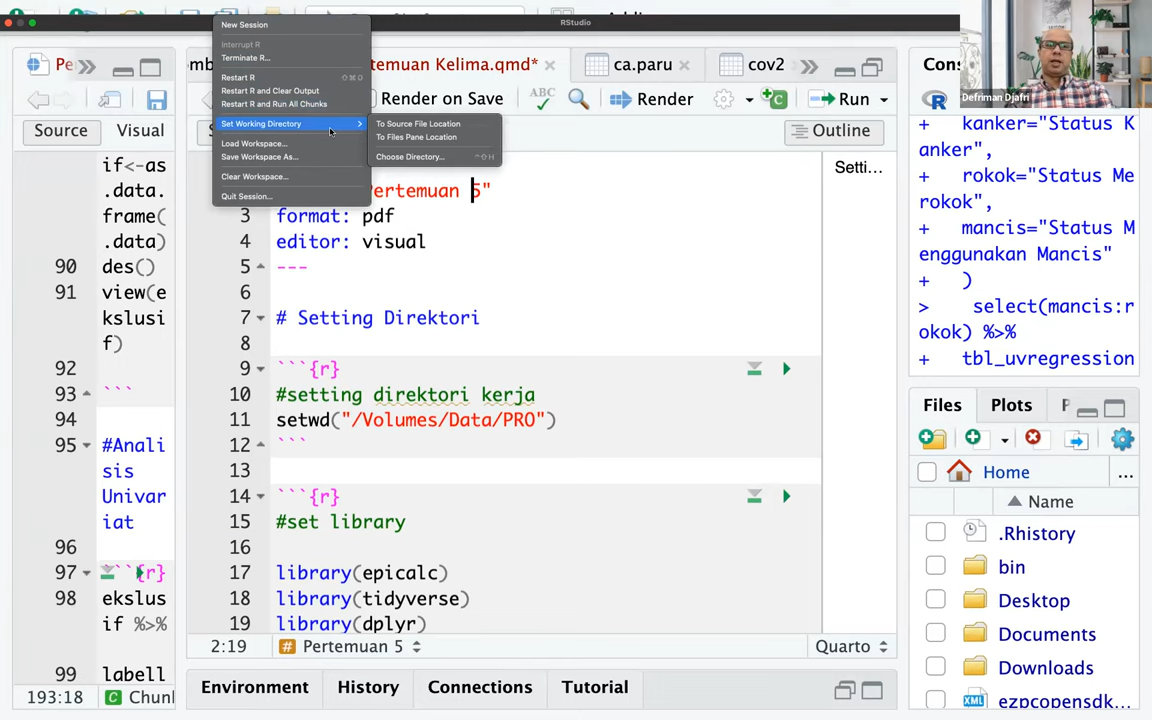 RStudio
New Session
Interrupt R
Terminate R...
Restart R ⇧⌘0
Restart R and Clear Output
Restart R and Run All Chunks
Set Working Directory >
Load Workspace...
Save Workspace As...
Clear Workspace...
Quit Session...
To Source File Location
To Files Pane Location
Choose Directory... ⌃⇧H
Pe
Source Visual
if<-as
.data.
frame(
.data)
90 des()
91 view(e
kslusi
f)
92
93 ```
94
95 #Anali
sis
Univar
iat
96
97 ```{r}
98 ekslus
if %>%
99 labell
193:18 Chun
temuan Kelima.qmd*
ca.paru
cov2
Render on Save
ABC
Render
Run
Outline
Setti...
ertemuan 5"
3 format: pdf
4 editor: visual
5 ---
6
7 # Setting Direktori
8
9 ```{r}
10 #setting direktori kerja
11 setwd("/Volumes/Data/PRO")
12 ```
13
14 ```{r}
15 #set library
16
17 library(epicalc)
18 library(tidyverse)
19 library(dplyr)
2:19 # Pertemuan 5 Quarto
Environment History Connections Tutorial
Cons
Defriman Djafri
+ kanker="Status K
anker",
+ rokok="Status Me
rokok",
+ mancis="Status M
enggunakan Mancis"
+ )
> select(mancis:r
okok) %>%
+ tbl_uvregression
Files Plots P
Home ...
Name
.Rhistory
bin
Desktop
Documents
Downloads
XML ezpcopensdk...